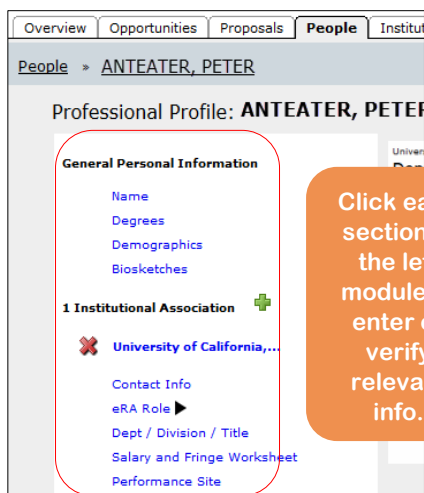 Overview Opportunities Proposals People Institut
People » ANTEATER, PETER
Professional Profile: ANTEATER, PETER
General Personal Information
Name
Degrees
Demographics
Biosketches
1 Institutional Association
University of California,...
Contact Info
eRA Role
Dept / Division / Title
Salary and Fringe Worksheet
Performance Site
Univers
Click ea
section
the le
module
enter
verify
releva
info.